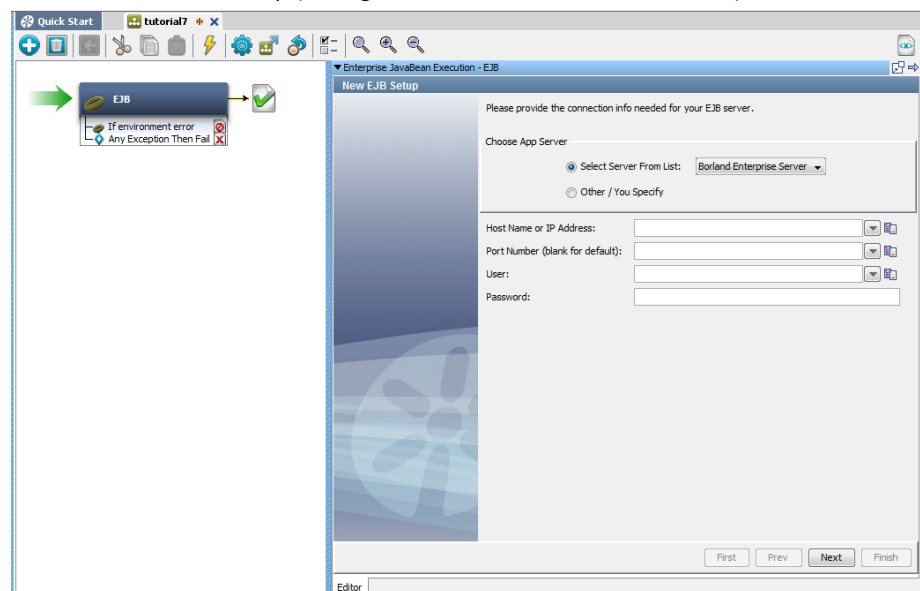 Quick Start
tutorial7 * X
Enterprise JavaBean Execution - EJB
EJB
If environment error
Any Exception Then Fail
New EJB Setup
Please provide the connection info needed for your EJB server.
Choose App Server
Select Server From List: Borland Enterprise Server
Other / You Specify
Host Name or IP Address:
Port Number (blank for default):
User:
Password:
First Prev Next Finish
Editor